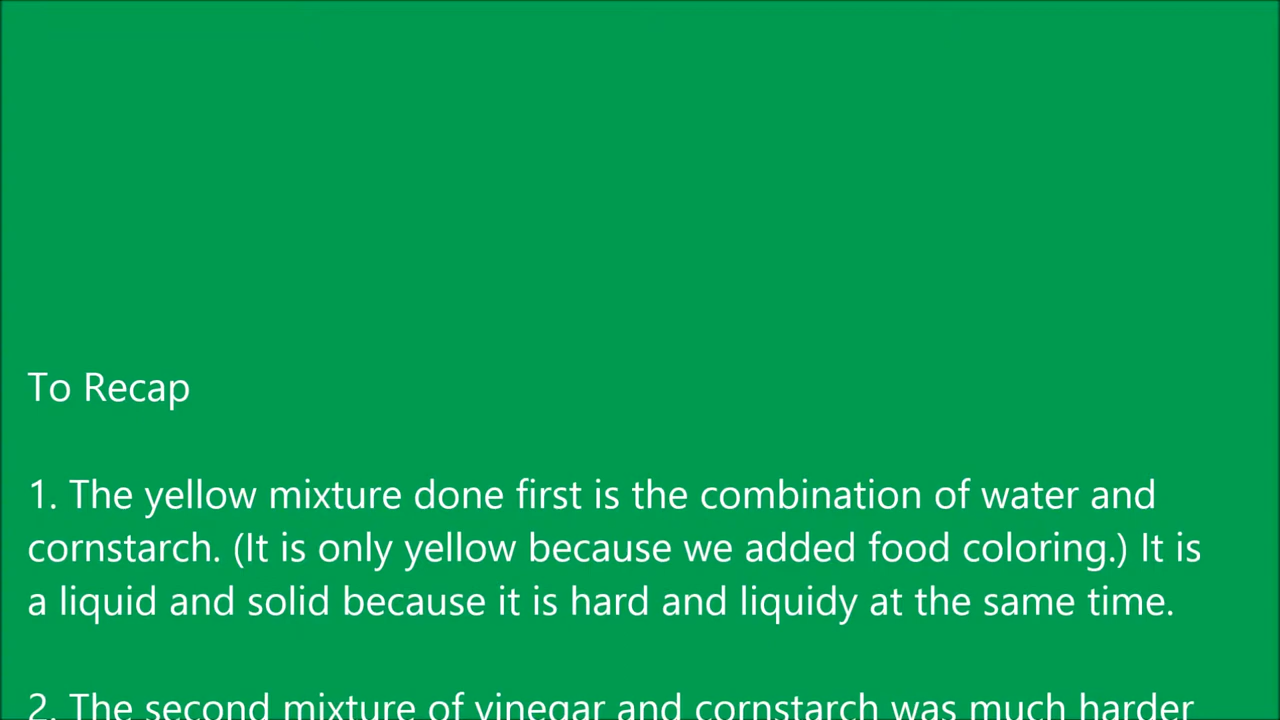 To Recap
1. The yellow mixture done first is the combination of water and
cornstarch. (It is only yellow because we added food coloring.) It is
a liquid and solid because it is hard and liquidy at the same time.
2. The second mixture of vinegar and cornstarch was much harder